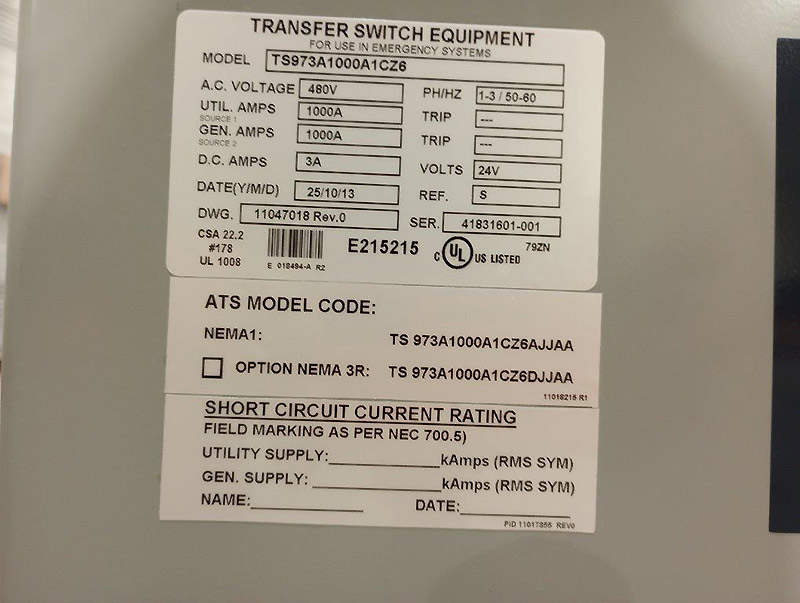 TRANSFER SWITCH EQUIPMENT
FOR USE IN EMERGENCY SYSTEMS
MODEL TS973A1000A1CZ6
A.C. VOLTAGE 480V PH/HZ 1-3 / 50-60
UTIL. AMPS 1000A TRIP ---
SOURCE 1
GEN. AMPS 1000A TRIP ---
SOURCE 2
D.C. AMPS 3A VOLTS 24V
DATE(Y/M/D) 25/10/13 REF. S
DWG. 11047018 Rev.0 SER. 41831601-001
CSA 22.2
#178
UL 1008
E 018494-A R2
E215215
C UL US LISTED
79ZN
ATS MODEL CODE:
NEMA1: TS 973A1000A1CZ6AJJAA
OPTION NEMA 3R: TS 973A1000A1CZ6DJJAA
11018215 R1
SHORT CIRCUIT CURRENT RATING
FIELD MARKING AS PER NEC 700.5)
UTILITY SUPPLY:__________kAmps (RMS SYM)
GEN. SUPPLY:__________kAmps (RMS SYM)
NAME:__________ DATE:__________
PID 11017855 REV0